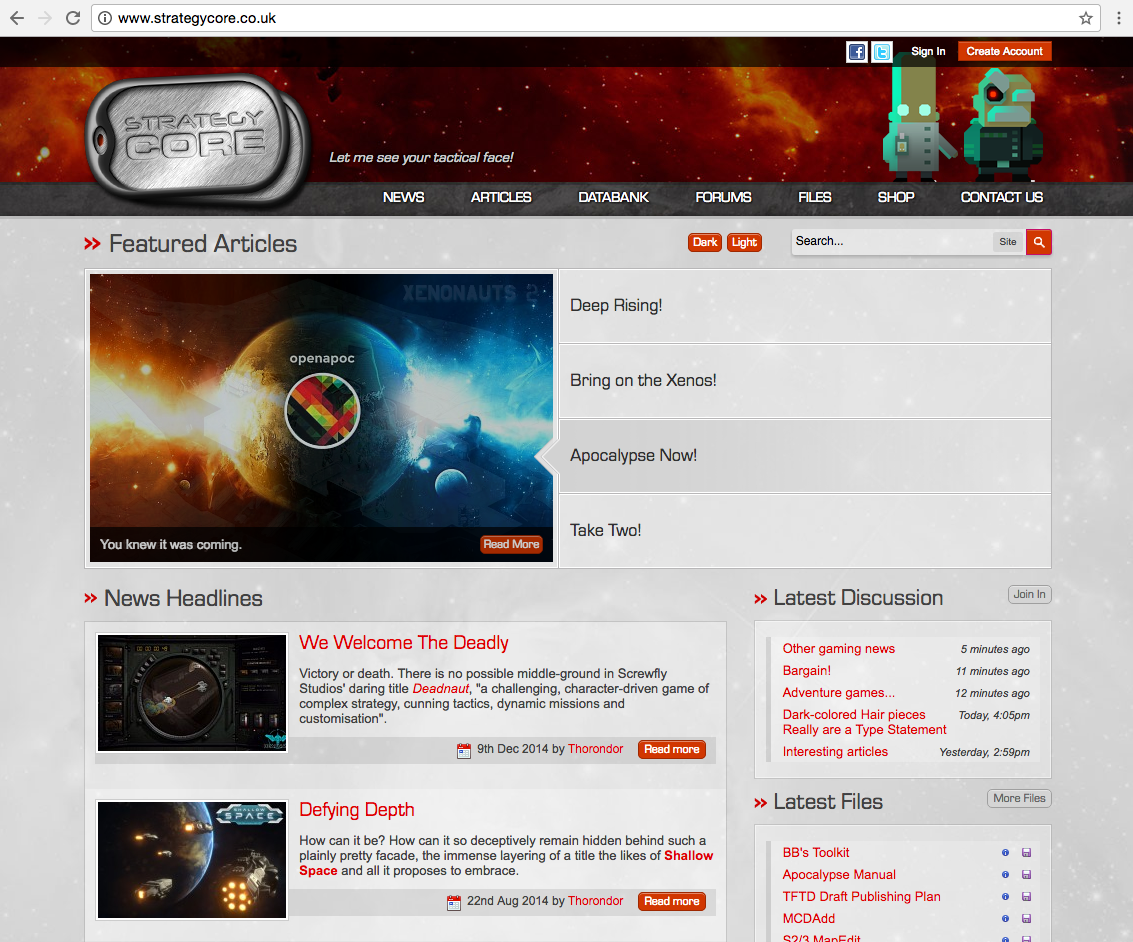 www.strategycore.co.uk
Sign In
Create Account
STRATEGY
CORE
Let me see your tactical face!
NEWS ARTICLES DATABANK FORUMS FILES SHOP CONTACT US
Featured Articles
Dark Light
Search... Site
XENONAUTS 2
openapoc
You knew it was coming.
Read More
Deep Rising!
Bring on the Xenos!
Apocalypse Now!
Take Two!
News Headlines
We Welcome The Deadly
Victory or death. There is no possible middle-ground in Screwfly
Studios' daring title Deadnaut, "a challenging, character-driven game of
complex strategy, cunning tactics, dynamic missions and
customisation".
9th Dec 2014 by Thorondor Read more
SHALLOW
SPACE
Defying Depth
How can it be? How can it so deceptively remain hidden behind such a
plainly pretty facade, the immense layering of a title the likes of Shallow
Space and all it proposes to embrace.
22nd Aug 2014 by Thorondor Read more
Latest Discussion
Join In
Other gaming news 5 minutes ago
Bargain! 11 minutes ago
Adventure games... 12 minutes ago
Dark-colored Hair pieces Today, 4:05pm
Really are a Type Statement
Interesting articles Yesterday, 2:59pm
Latest Files
More Files
BB's Toolkit
Apocalypse Manual
TFTD Draft Publishing Plan
MCDAdd
S2/3 MapEdit